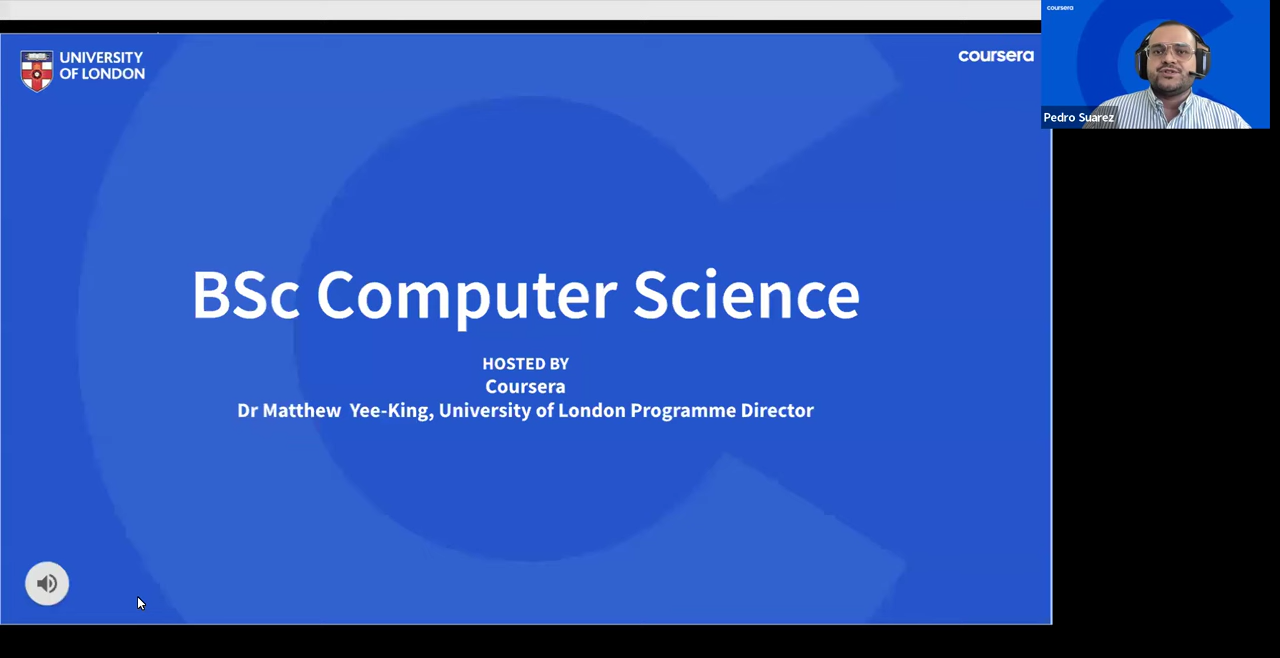 UNIVERSITY
OF LONDON
coursera
coursera
Pedro Suarez
BSc Computer Science
HOSTED BY
Coursera
Dr Matthew Yee-King, University of London Programme Director